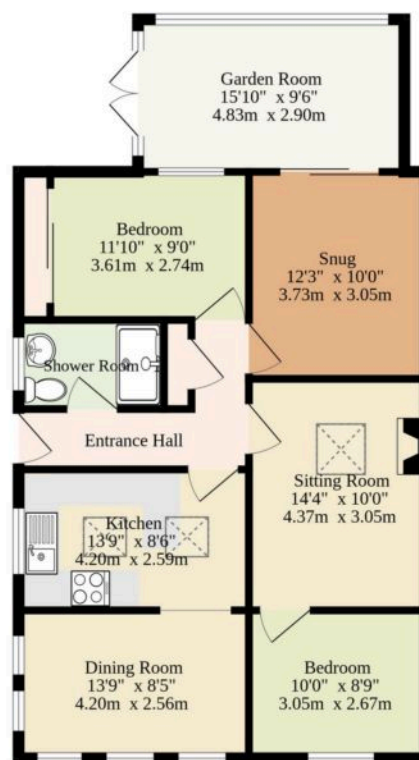 Garden Room
15'10" x 9'6"
4.83m x 2.90m
Bedroom
11'10" x 9'0"
3.61m x 2.74m
Snug
12'3" x 10'0"
3.73m x 3.05m
Shower Room
Entrance Hall
Sitting Room
14'4" x 10'0"
4.37m x 3.05m
Kitchen
13'9" x 8'6"
4.20m x 2.59m
Dining Room
13'9" x 8'5"
4.20m x 2.56m
Bedroom
10'0" x 8'9"
3.05m x 2.67m